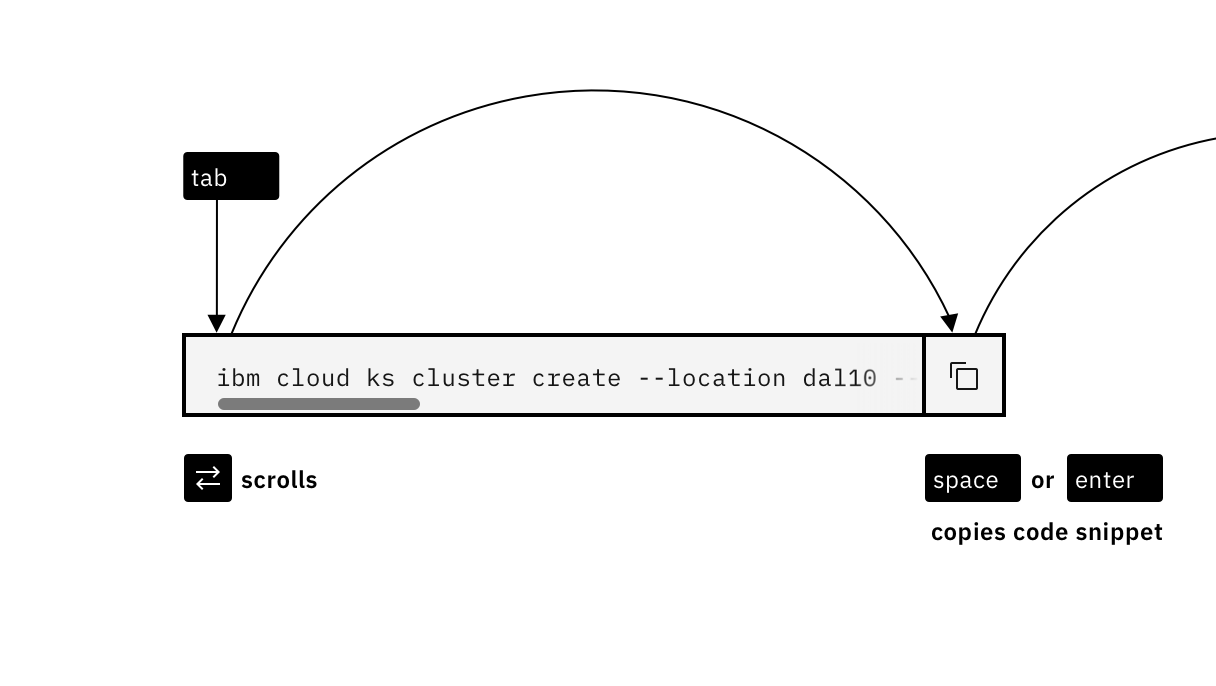 tab
ibm cloud ks cluster create --location dal10 --
scrolls
space or enter
copies code snippet